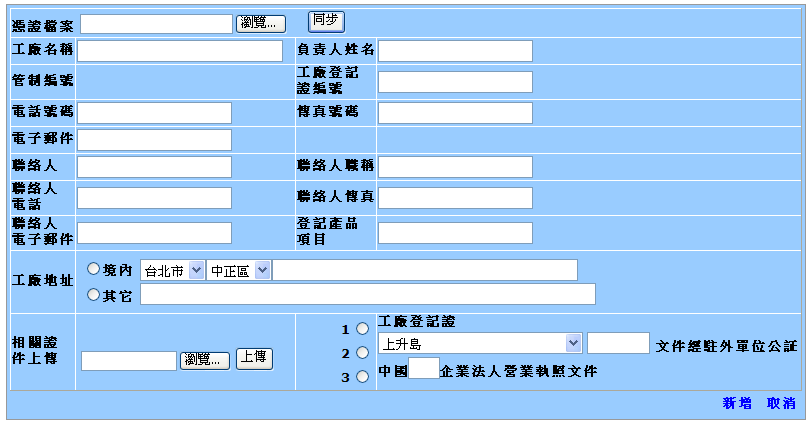 憑證檔案 瀏覽... 同步
工廠名稱 負責人姓名
管制編號 工廠登記
證編號
電話號碼 傳真號碼
電子郵件
聯絡人 聯絡人職稱
聯絡人
電話 聯絡人傳真
聯絡人
電子郵件 登記產品
項目
工廠地址 境內 台北市 中正區
其它
相關證
件上傳 瀏覽... 上傳
1 工廠登記證
2 上升島 文件經駐外單位公証
3 中國 企業法人營業執照文件
新增 取消